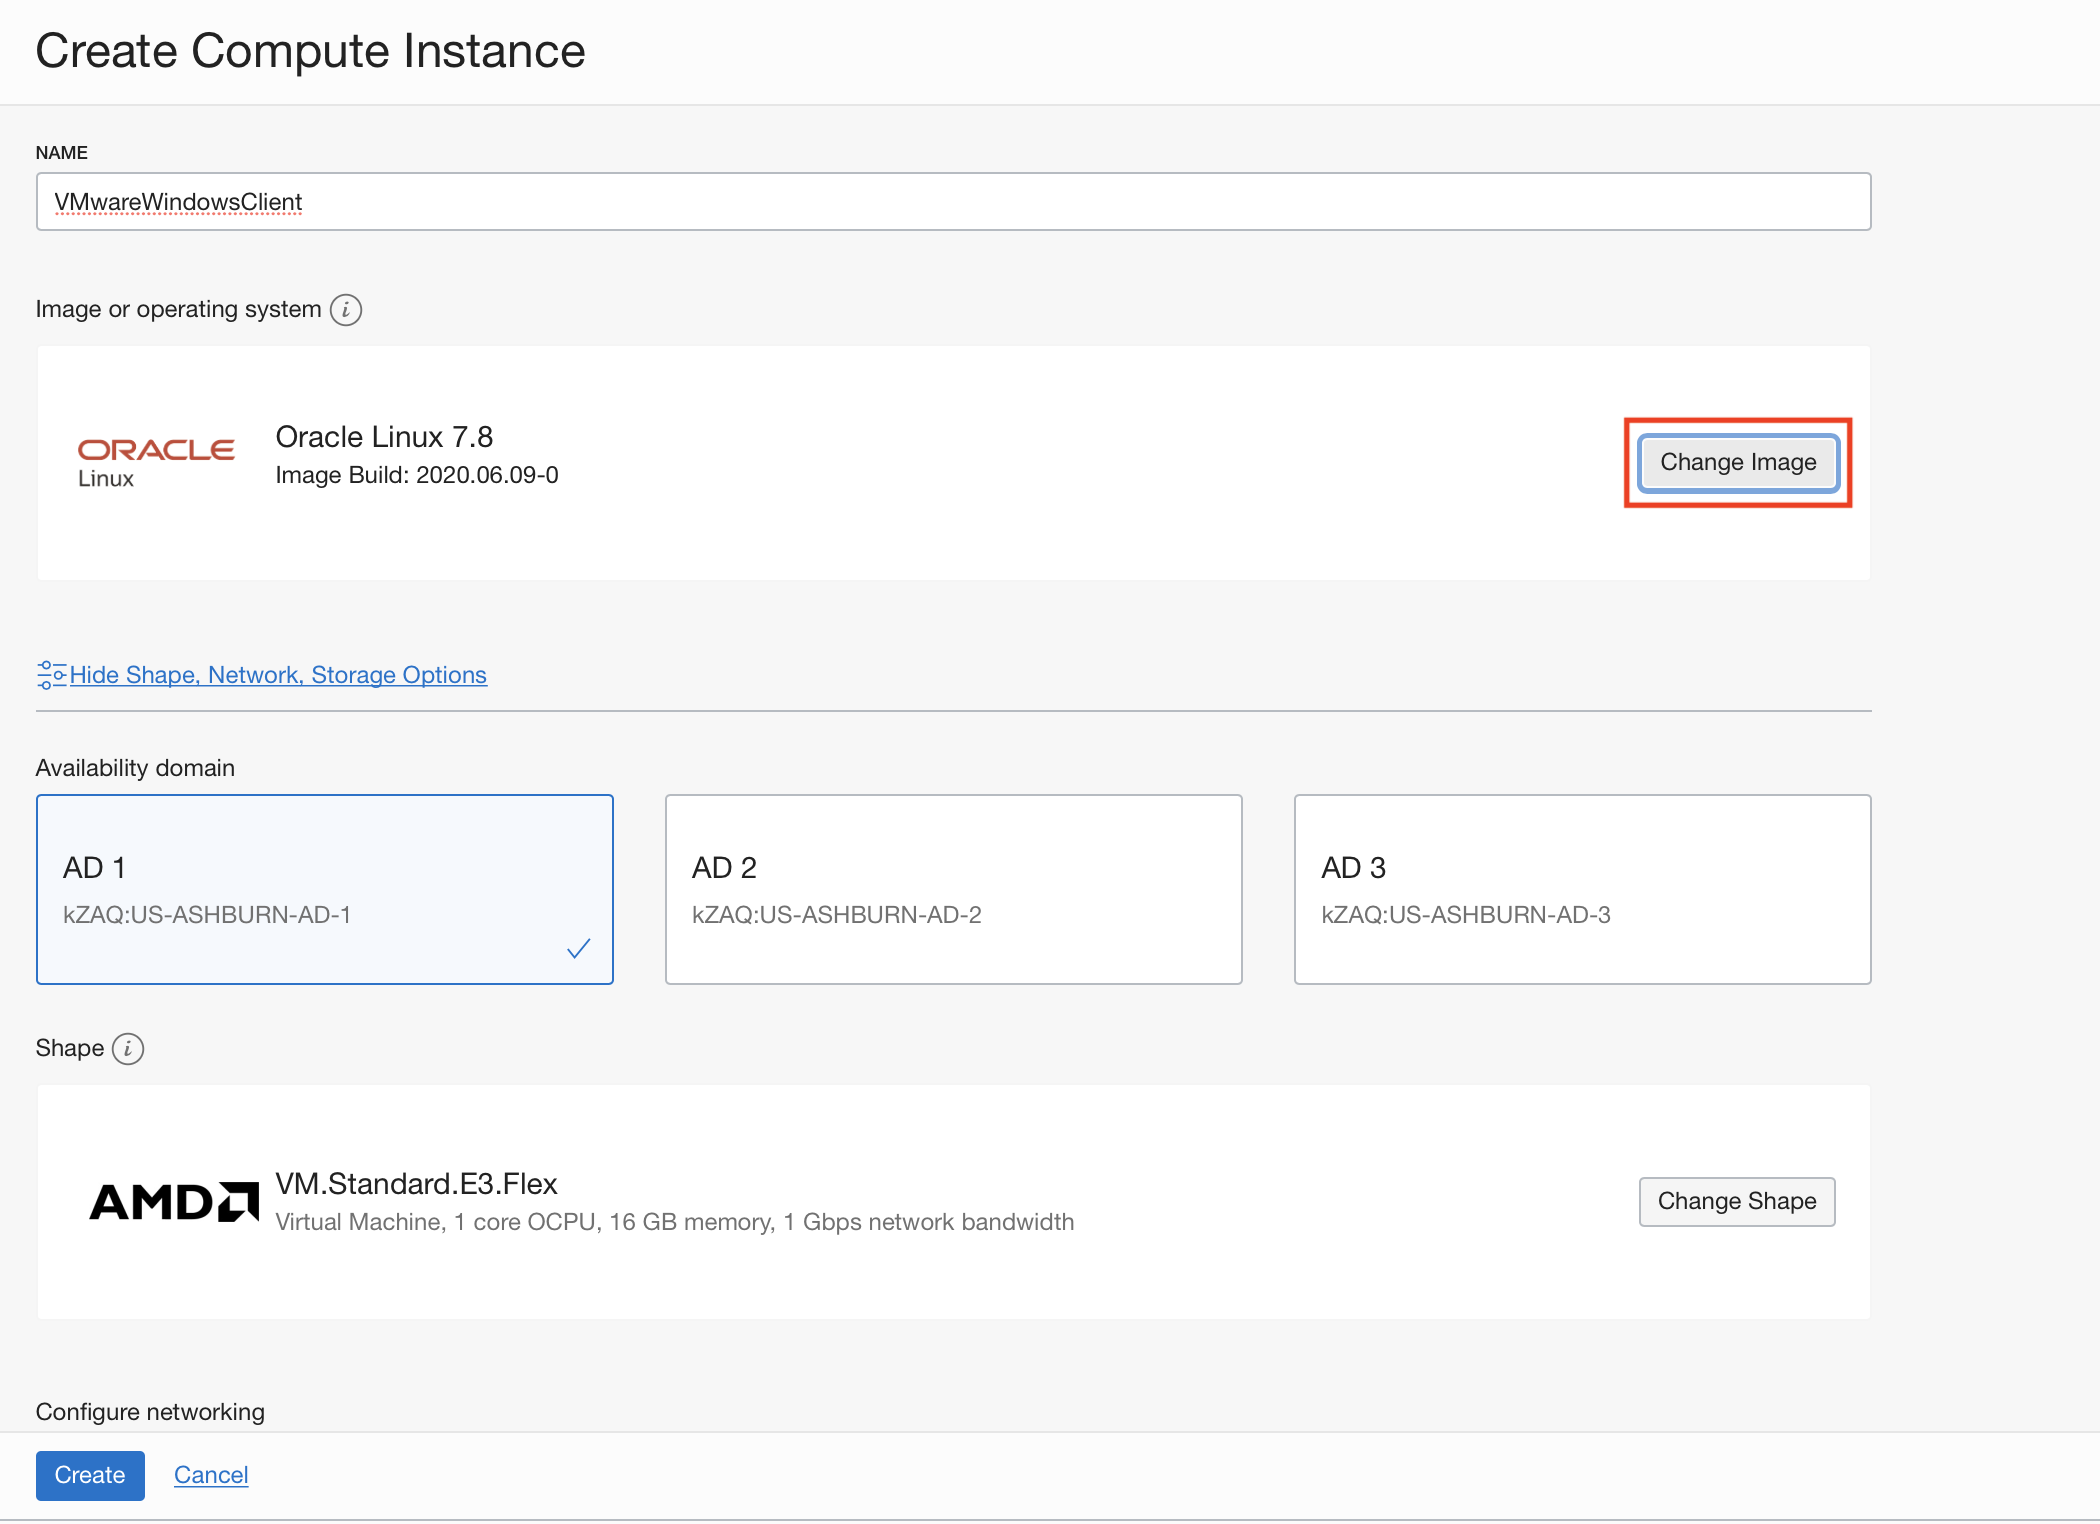 Create Compute Instance
NAME
VMwareWindowsClient
Image or operating system i
ORACLE
Linux
Oracle Linux 7.8
Image Build: 2020.06.09-0
Change Image
Hide Shape, Network, Storage Options
Availability domain
AD 1
kZAQ:US-ASHBURN-AD-1
AD 2
kZAQ:US-ASHBURN-AD-2
AD 3
kZAQ:US-ASHBURN-AD-3
Shape i
AMD
VM.Standard.E3.Flex
Virtual Machine, 1 core OCPU, 16 GB memory, 1 Gbps network bandwidth
Change Shape
Configure networking
Create
Cancel